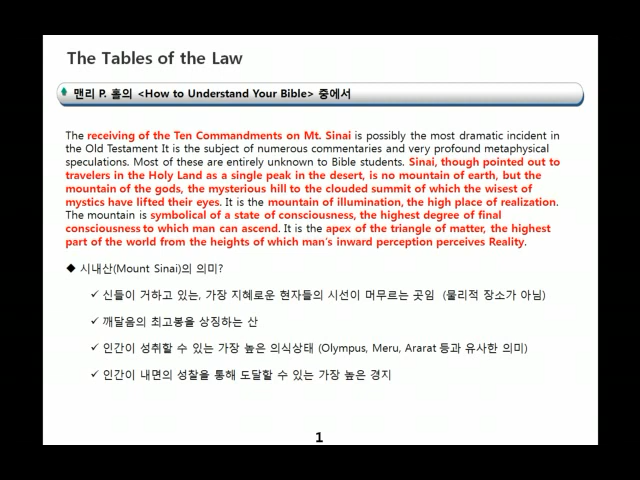 The Tables of the Law
맨리 P. 홀의 <How to Understand Your Bible> 중에서
The receiving of the Ten Commandments on Mt. Sinai is possibly the most dramatic incident in
the Old Testament It is the subject of numerous commentaries and very profound metaphysical
speculations. Most of these are entirely unknown to Bible students. Sinai, though pointed out to
travelers in the Holy Land as a single peak in the desert, is no mountain of earth, but the
mountain of the gods, the mysterious hill to the clouded summit of which the wisest of
mystics have lifted their eyes. It is the mountain of illumination, the high place of realization.
The mountain is symbolical of a state of consciousness, the highest degree of final
consciousness to which man can ascend. It is the apex of the triangle of matter, the highest
part of the world from the heights of which man's inward perception perceives Reality.
◆ 시내산(Mount Sinai)의 의미?
✓ 신들이 거하고 있는, 가장 지혜로운 현자들의 시선이 머무르는 곳임 (물리적 장소가 아님)
✓ 깨달음의 최고봉을 상징하는 산
✓ 인간이 성취할 수 있는 가장 높은 의식상태 (Olympus, Meru, Ararat 등과 유사한 의미)
✓ 인간이 내면의 성찰을 통해 도달할 수 있는 가장 높은 경지
1